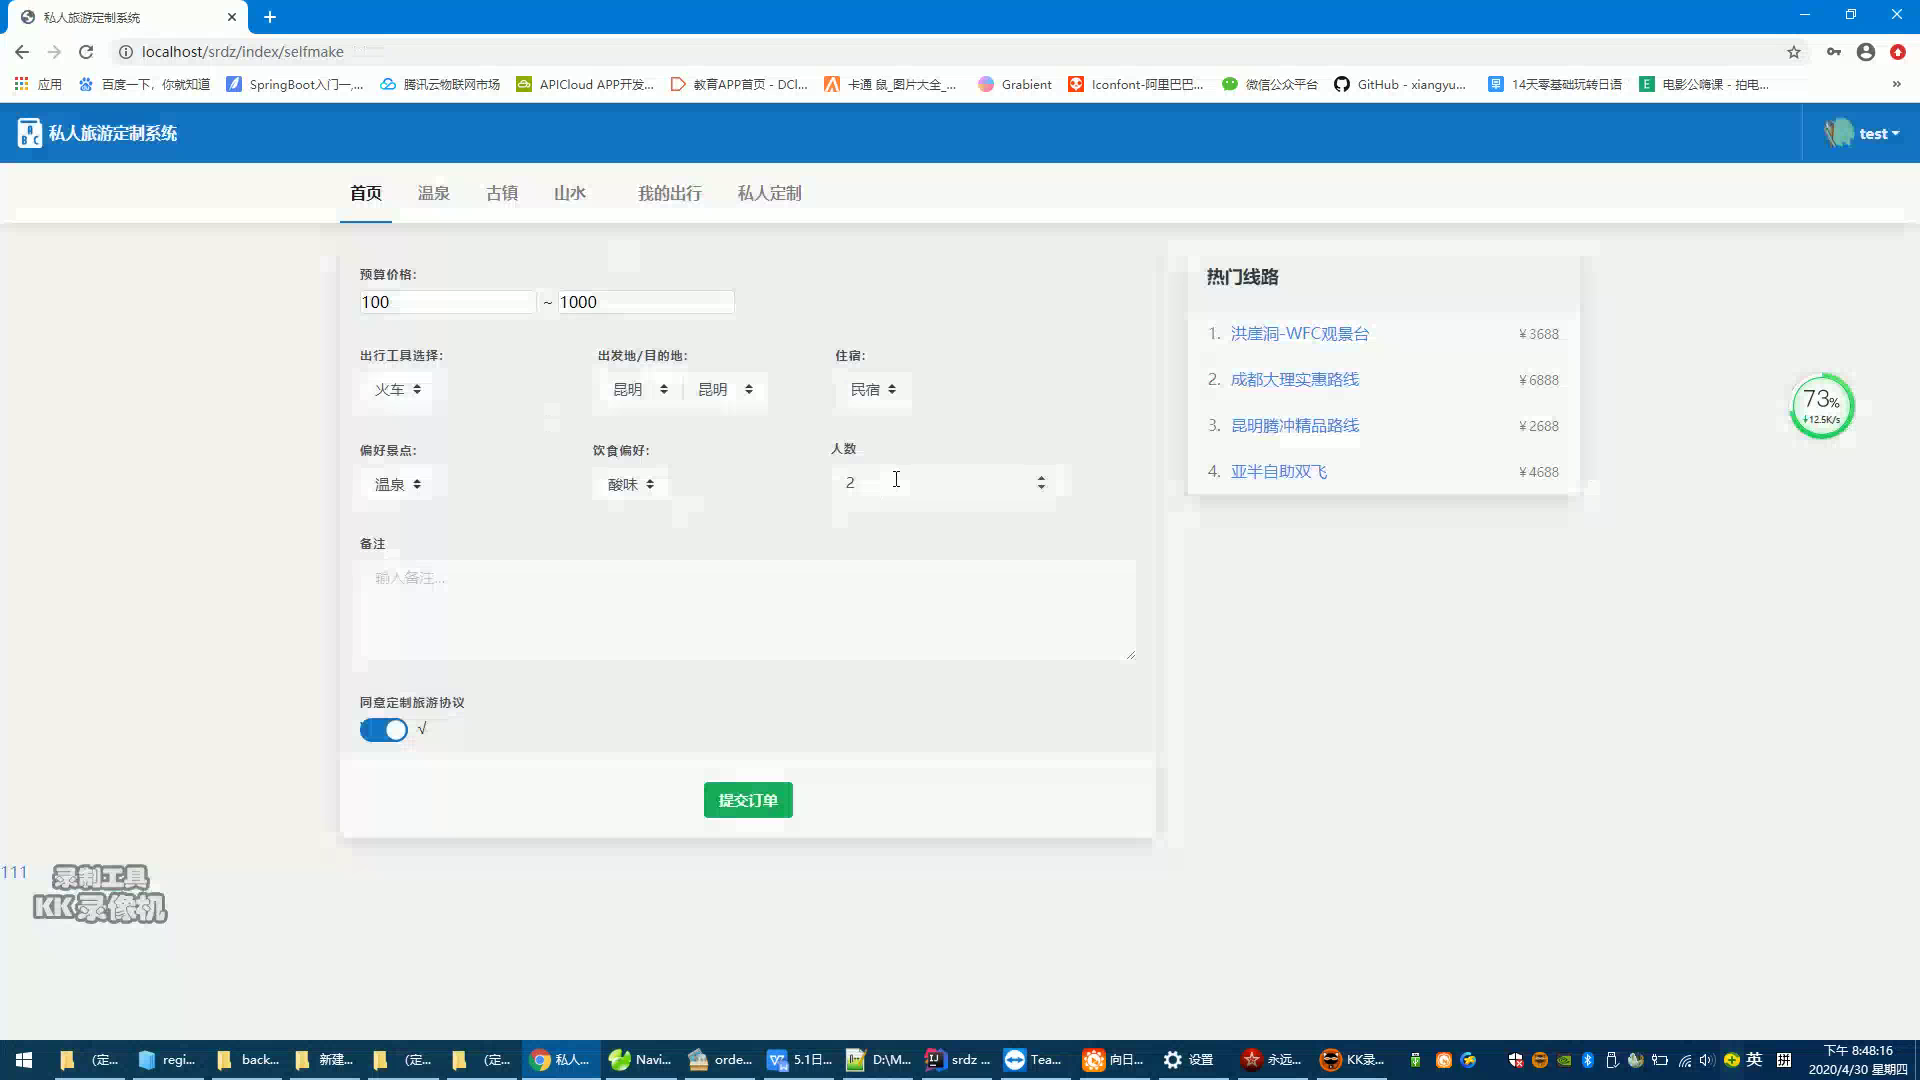 私人旅游定制系统
localhost/srdz/index/selfmake
应用 百度一下，你就知道 SpringBoot入门一,... 腾讯云物联网市场 APICloud APP开发... 教育APP首页 - DCl... 卡通 鼠_图片大全_... Grabient Iconfont-阿里巴巴... 微信公众平台 GitHub - xiangyu... 14天零基础玩转日语 电影公嗨课 - 拍电... »
私人旅游定制系统 test
首页 温泉 古镇 山水 我的出行 私人定制
预算价格:
100 ~ 1000
出行工具选择: 出发地/目的地: 住宿:
火车 昆明 昆明 民宿
偏好景点: 饮食偏好: 人数
温泉 酸味 2
备注
输入备注...
同意定制旅游协议
√
提交订单
热门线路
1. 洪崖洞-WFC观景台 ¥3688
2. 成都大理实惠路线 ¥6888
3. 昆明腾冲精品路线 ¥2688
4. 亚半自助双飞 ¥4688
73%
12.5K/s
111
录制工具
KK录像机
(定... regi... back... 新建... (定... (定... 私人... Navi... orde... 5.1日... D:\M... srdz ... Tea... 向日... 设置 永远... KK录... 英 拼
下午 8:48:16
2020/4/30 星期四